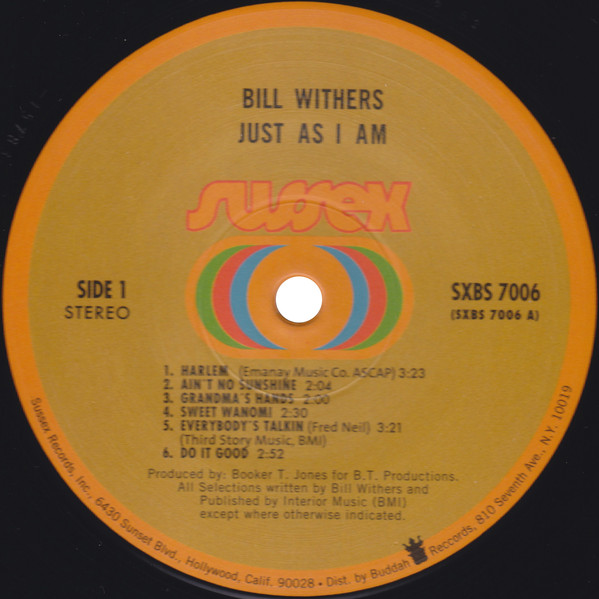 BILL WITHERS
JUST AS I AM
sussex
SIDE 1
STEREO
SXBS 7006
(SXBS 7006 A)
1. HARLEM (Emanay Music Co. ASCAP) 3:23
2. AIN'T NO SUNSHINE 2:04
3. GRANDMA'S HANDS 2:00
4. SWEET WANOMI 2:30
5. EVERYBODY'S TALKIN (Fred Neil) 3:21
(Third Story Music, BMI)
6. DO IT GOOD 2:52
Produced by: Booker T. Jones for B.T. Productions.
All Selections written by Bill Withers and
Published by Interior Music (BMI)
except where otherwise indicated.
Sussex Records, Inc., 6430 Sunset Blvd., Hollywood, Calif. 90028 • Dist. by Buddah Reccords, 810 Seventh Ave., N.Y. 10019